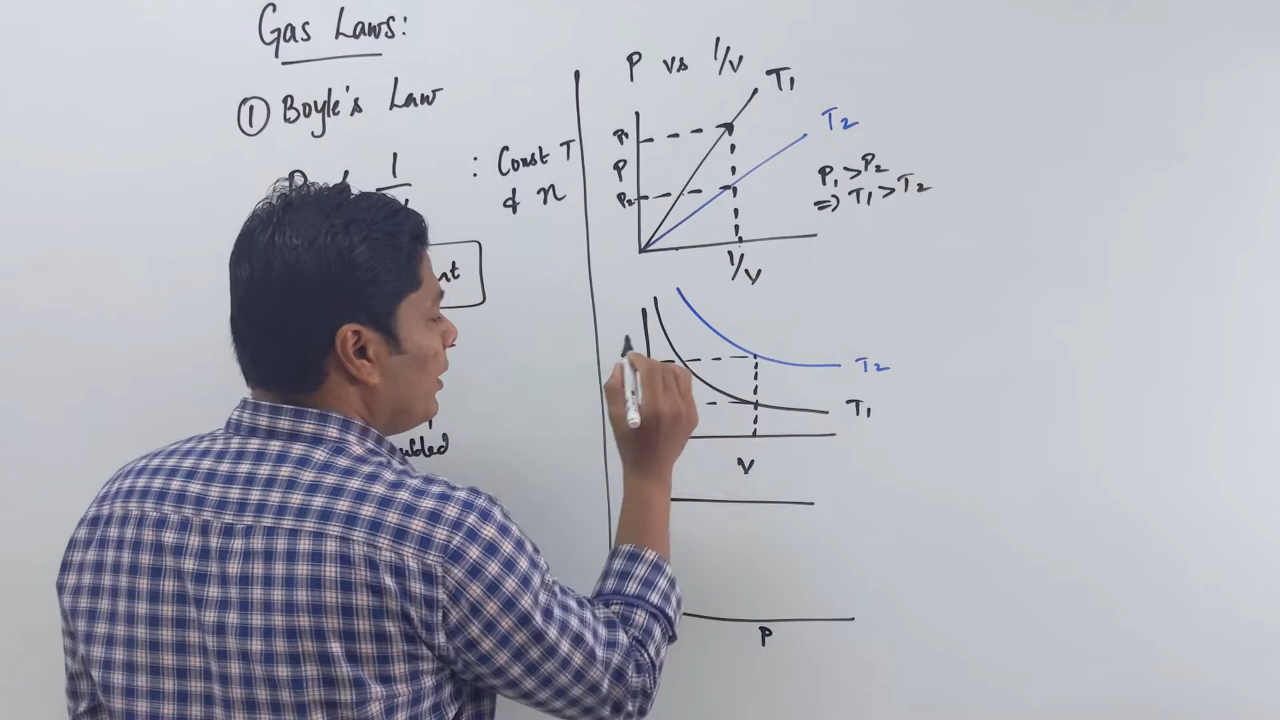 Gas Laws:
① Boyle's Law
1
: Const T
& n
P vs 1/V
T1
T2
P1
P
P2
P1 > P2
=> T1 > T2
1/V
T2
T1
V
P